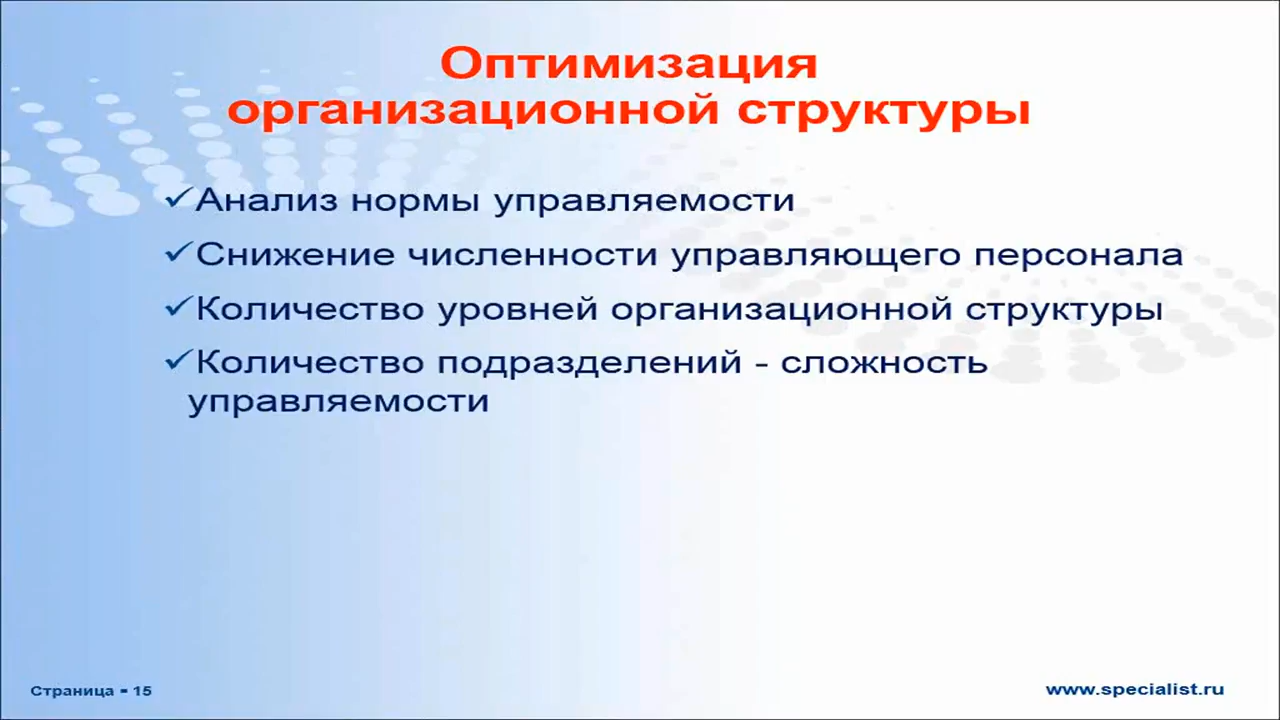 Оптимизация
организационной структуры
✓Анализ нормы управляемости
✓Снижение численности управляющего персонала
✓Количество уровней организационной структуры
✓Количество подразделений - сложность
управляемости
Страница ▪ 15
www.specialist.ru